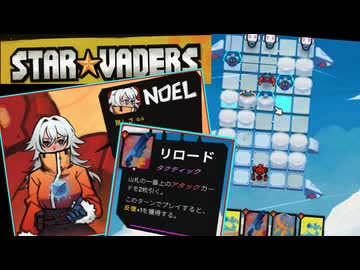 STAR★VADERS
NOEL
リロード
タクティック
山札の一番上のアタックカー
ドを2枚引く。
このターンでプレイすると、
反復+1を獲得する。